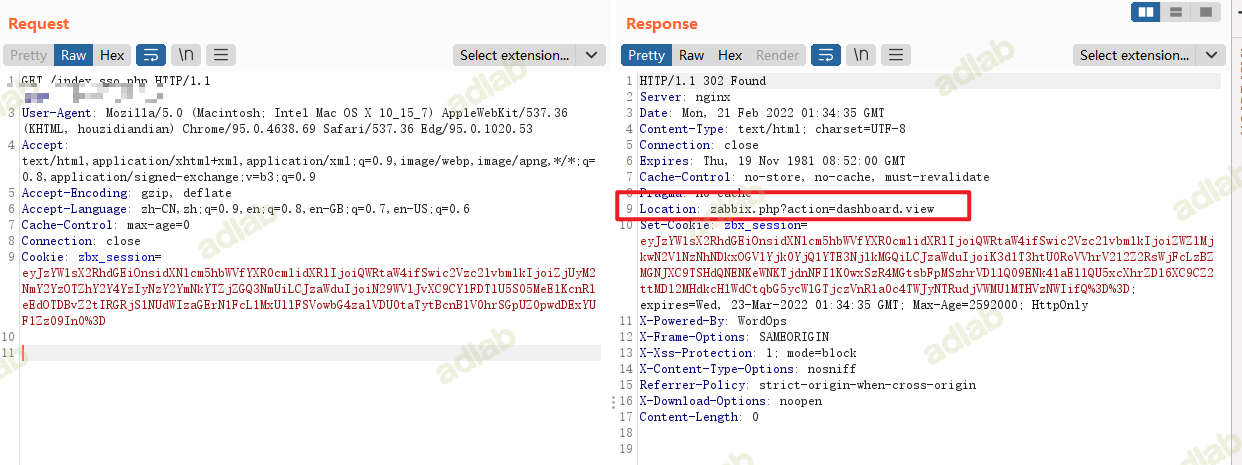 Request
Pretty Raw Hex \n Select extension...
1 GET /index_sso.php HTTP/1.1
3 User-Agent: Mozilla/5.0 (Macintosh; Intel Mac OS X 10_15_7) AppleWebKit/537.36
(KHTML, houzidiandian) Chrome/95.0.4638.69 Safari/537.36 Edg/95.0.1020.53
4 Accept:
text/html,application/xhtml+xml,application/xml;q=0.9,image/webp,image/apng,*/*;q=
0.8,application/signed-exchange;v=b3;q=0.9
5 Accept-Encoding: gzip, deflate
6 Accept-Language: zh-CN,zh;q=0.9,en;q=0.8,en-GB;q=0.7,en-US;q=0.6
7 Cache-Control: max-age=0
8 Connection: close
9 Cookie: zbx_session=
10
11
Response
Pretty Raw Hex Render \n Select extension...
1 HTTP/1.1 302 Found
2 Server: nginx
3 Date: Mon, 21 Feb 2022 01:34:35 GMT
4 Content-Type: text/html; charset=UTF-8
5 Connection: close
6 Expires: Thu, 19 Nov 1981 08:52:00 GMT
7 Cache-Control: no-store, no-cache, must-revalidate
8 Pragma: no-cache
9 Location: zabbix.php?action=dashboard.view
10 Set-Cookie: zbx_session=
expires=Wed, 23-Mar-2022 01:34:35 GMT; Max-Age=2592000; HttpOnly
11 X-Powered-By: WordOps
12 X-Frame-Options: SAMEORIGIN
13 X-Xss-Protection: 1; mode=block
14 X-Content-Type-Options: nosniff
15 Referrer-Policy: strict-origin-when-cross-origin
16 X-Download-Options: noopen
17 Content-Length: 0
18
19
adlab
adlab
adlab
adlab
adlab
adlab